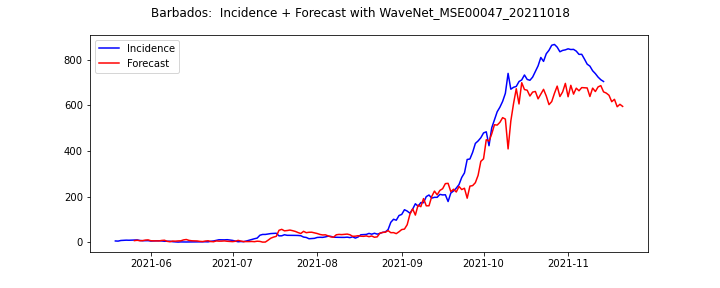 Barbados:  Incidence + Forecast with WaveNet_MSE00047_20211018
Incidence
Forecast
800
600
400
200
0
2021-06 2021-07 2021-08 2021-09 2021-10 2021-11